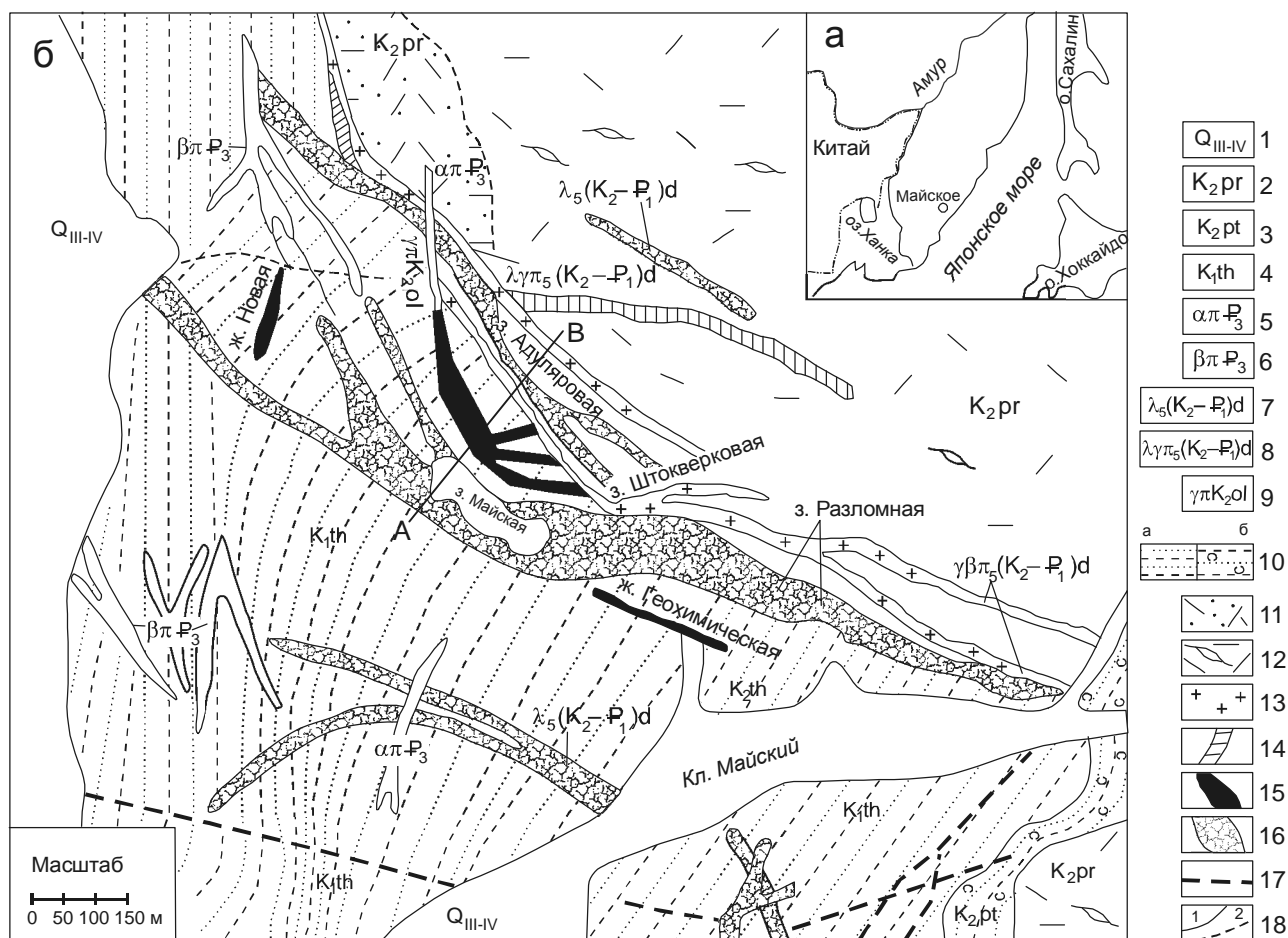 б
K₂pr
а
Амур
о.Сахалин
Китай
Майское
оз.Ханка
Японское море
о. Хоккайдо
βπ₽₃
απ₽₃
λ₅(K₂–₽₁)d
Q_III-IV
γπK₂ol
λγπ₅(K₂–₽₁)d
ж. Новая
В
з. Адуляровая
K₂pr
з. Штокверковая
А
з. Майская
з. Разломная
K₁th
γβπ₅(K₂–₽₁)d
βπ₽₃
ж. Геохимическая
K₂th
λ₅(K₂–₽₁)d
απ₽₃
Кл. Майский
K₁th
Масштаб
0 50 100 150 м
K₁th
Q_III-IV
K₂pr
K₂pt
Q_III-IV 1
K₂pr 2
K₂pt 3
K₁th 4
απ₽₃ 5
βπ₽₃ 6
λ₅(K₂–₽₁)d 7
λγπ₅(K₂–₽₁)d 8
γπK₂ol 9
а б
10
11
12
13
14
15
16
17
1 2 18